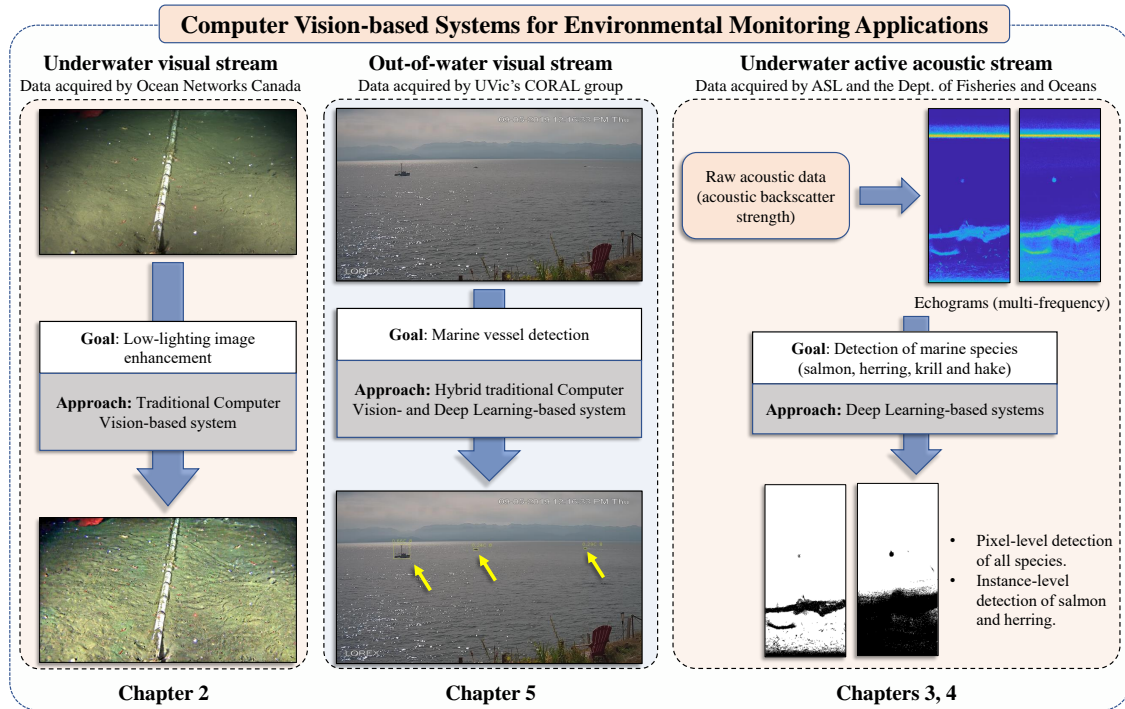 Computer Vision-based Systems for Environmental Monitoring Applications
Underwater visual stream
Data acquired by Ocean Networks Canada
Goal: Low-lighting image
enhancement
Approach: Traditional Computer
Vision-based system
Chapter 2
Out-of-water visual stream
Data acquired by UVic's CORAL group
LOREX
Goal: Marine vessel detection
Approach: Hybrid traditional Computer
Vision- and Deep Learning-based system
LOREX
Chapter 5
Underwater active acoustic stream
Data acquired by ASL and the Dept. of Fisheries and Oceans
Raw acoustic data
(acoustic backscatter
strength)
Echograms (multi-frequency)
Goal: Detection of marine species
(salmon, herring, krill and hake)
Approach: Deep Learning-based systems
• Pixel-level detection
of all species.
• Instance-level
detection of salmon
and herring.
Chapters 3, 4